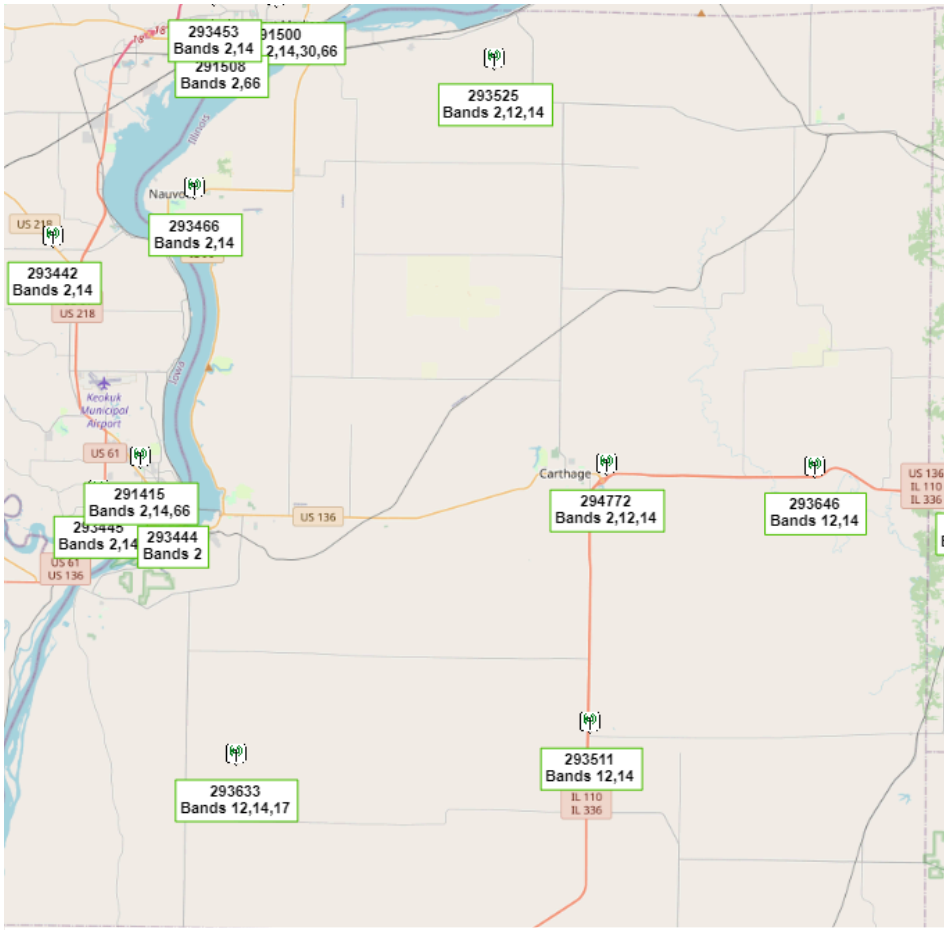 293453
Bands 2,14
91500
2,14,30,66
291508
Bands 2,66
Illinois
293525
Bands 2,12,14
Nauvo
293466
Bands 2,14
US 218
293442
Bands 2,14
US 218
Iowa
Keokuk
Municipal
Airport
US 61
291415
Bands 2,14,66
293445
Bands 2,14
293444
Bands 2
US 61
US 136
US 136
Carthage
294772
Bands 2,12,14
293646
Bands 12,14
US 136
IL 110
IL 336
293511
Bands 12,14
IL 110
IL 336
293633
Bands 12,14,17